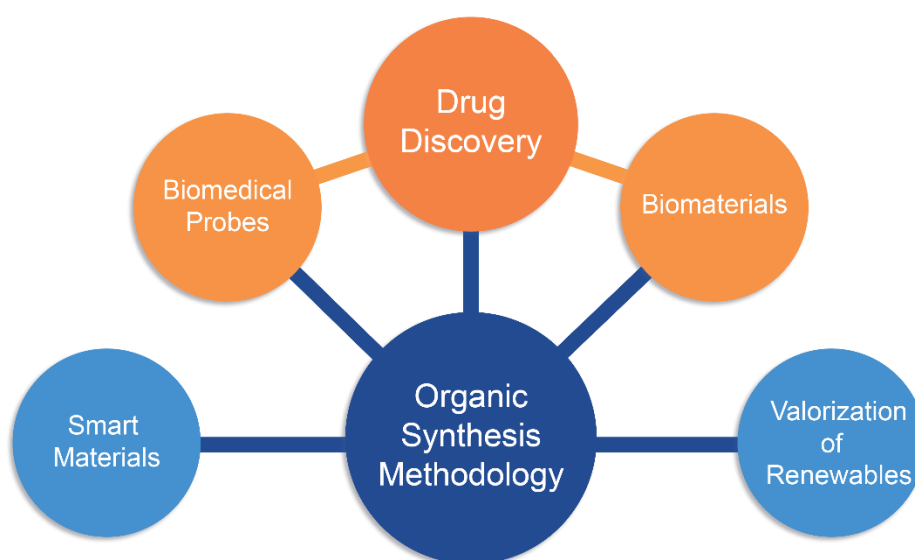 Drug
Discovery
Biomedical
Probes
Biomaterials
Organic
Synthesis
Methodology
Smart
Materials
Valorization
of
Renewables